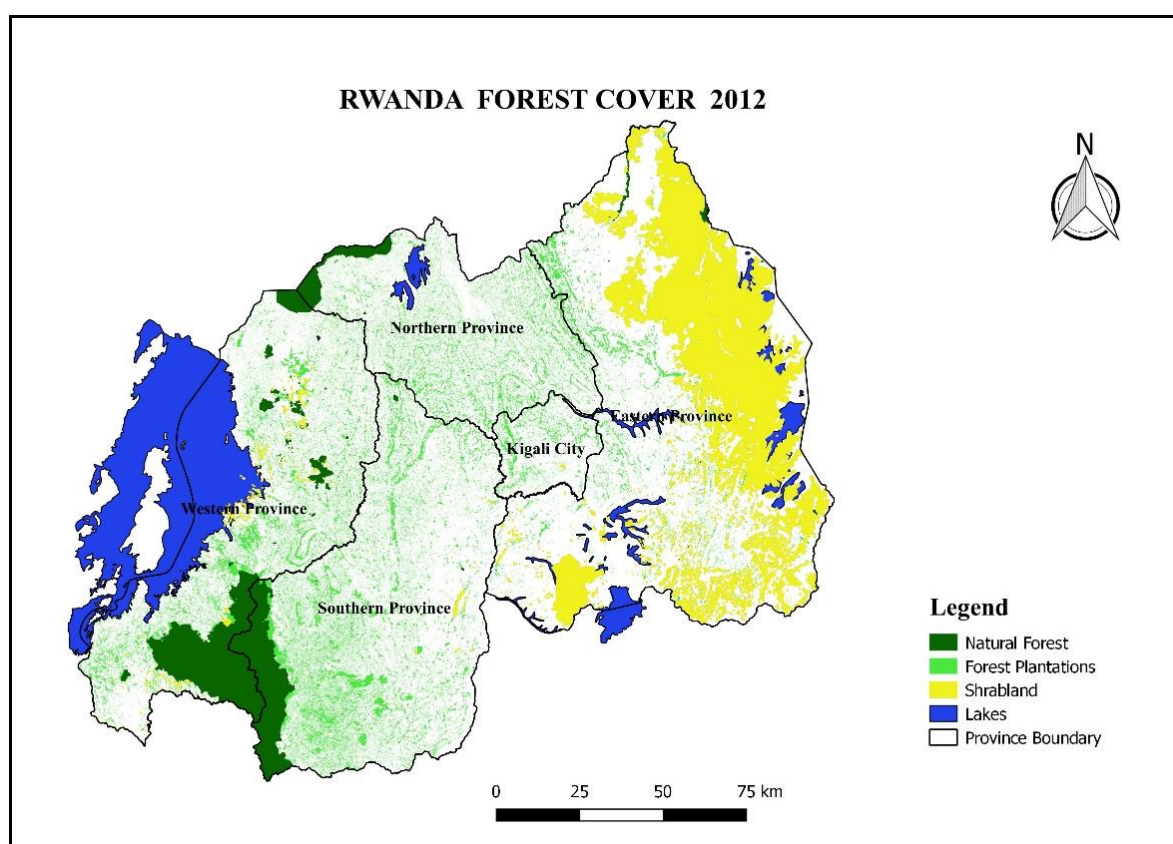 RWANDA FOREST COVER 2012
N
Northern Province
Eastern Province
Kigali City
Western Province
Southern Province
Legend
Natural Forest
Forest Plantations
Shrabland
Lakes
Province Boundary
0 25 50 75 km